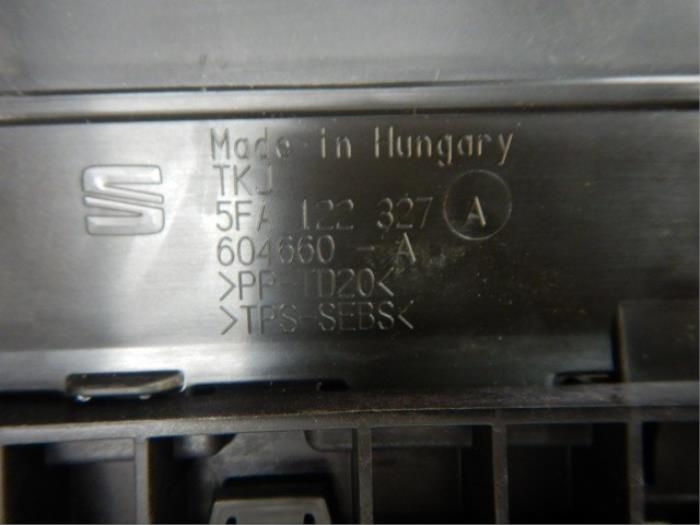 Made in Hungary
TKJ
5FA 122 327 A
604660 - A
>PP-TD20<
>TPS-SEBS<